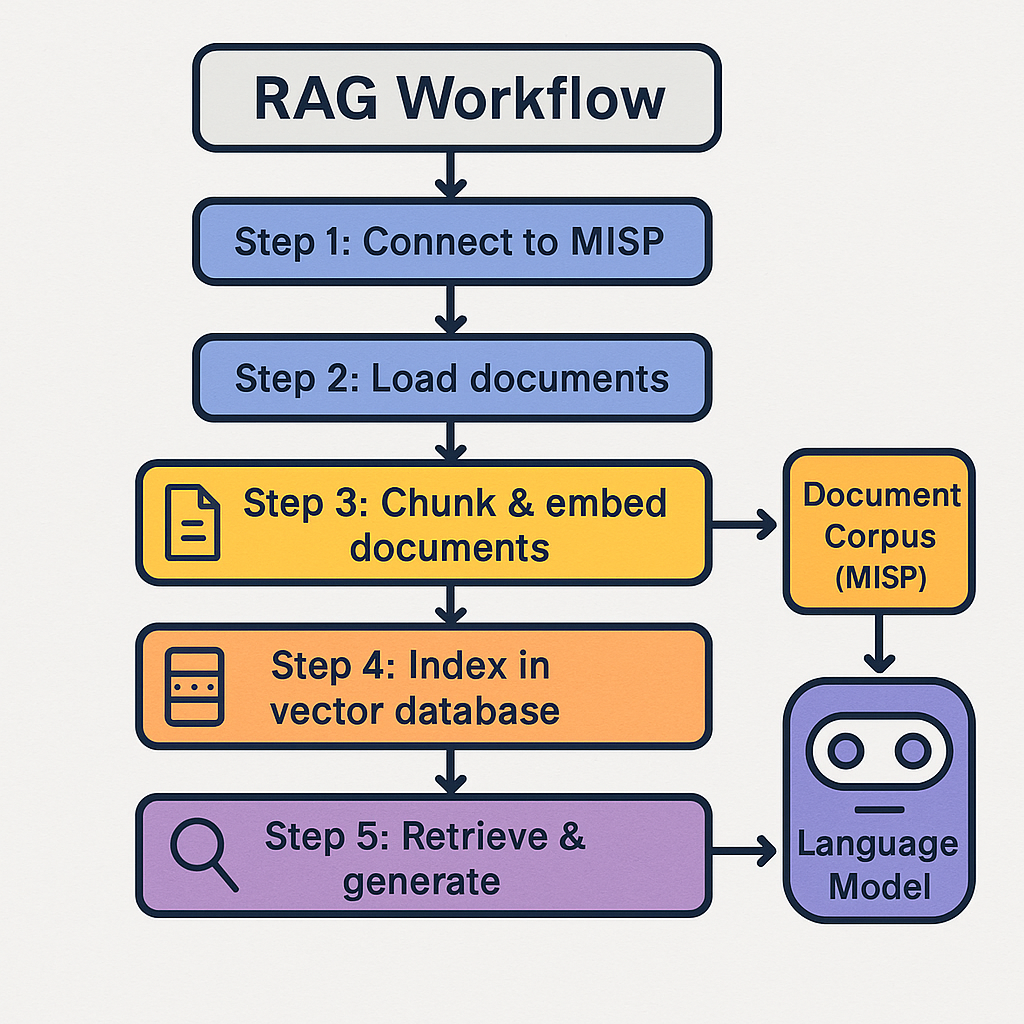 RAG Workflow
Step 1: Connect to MISP
Step 2: Load documents
Step 3: Chunk & embed
documents
Document
Corpus
(MISP)
Step 4: Index in
vector database
Step 5: Retrieve &
generate
Language
Model